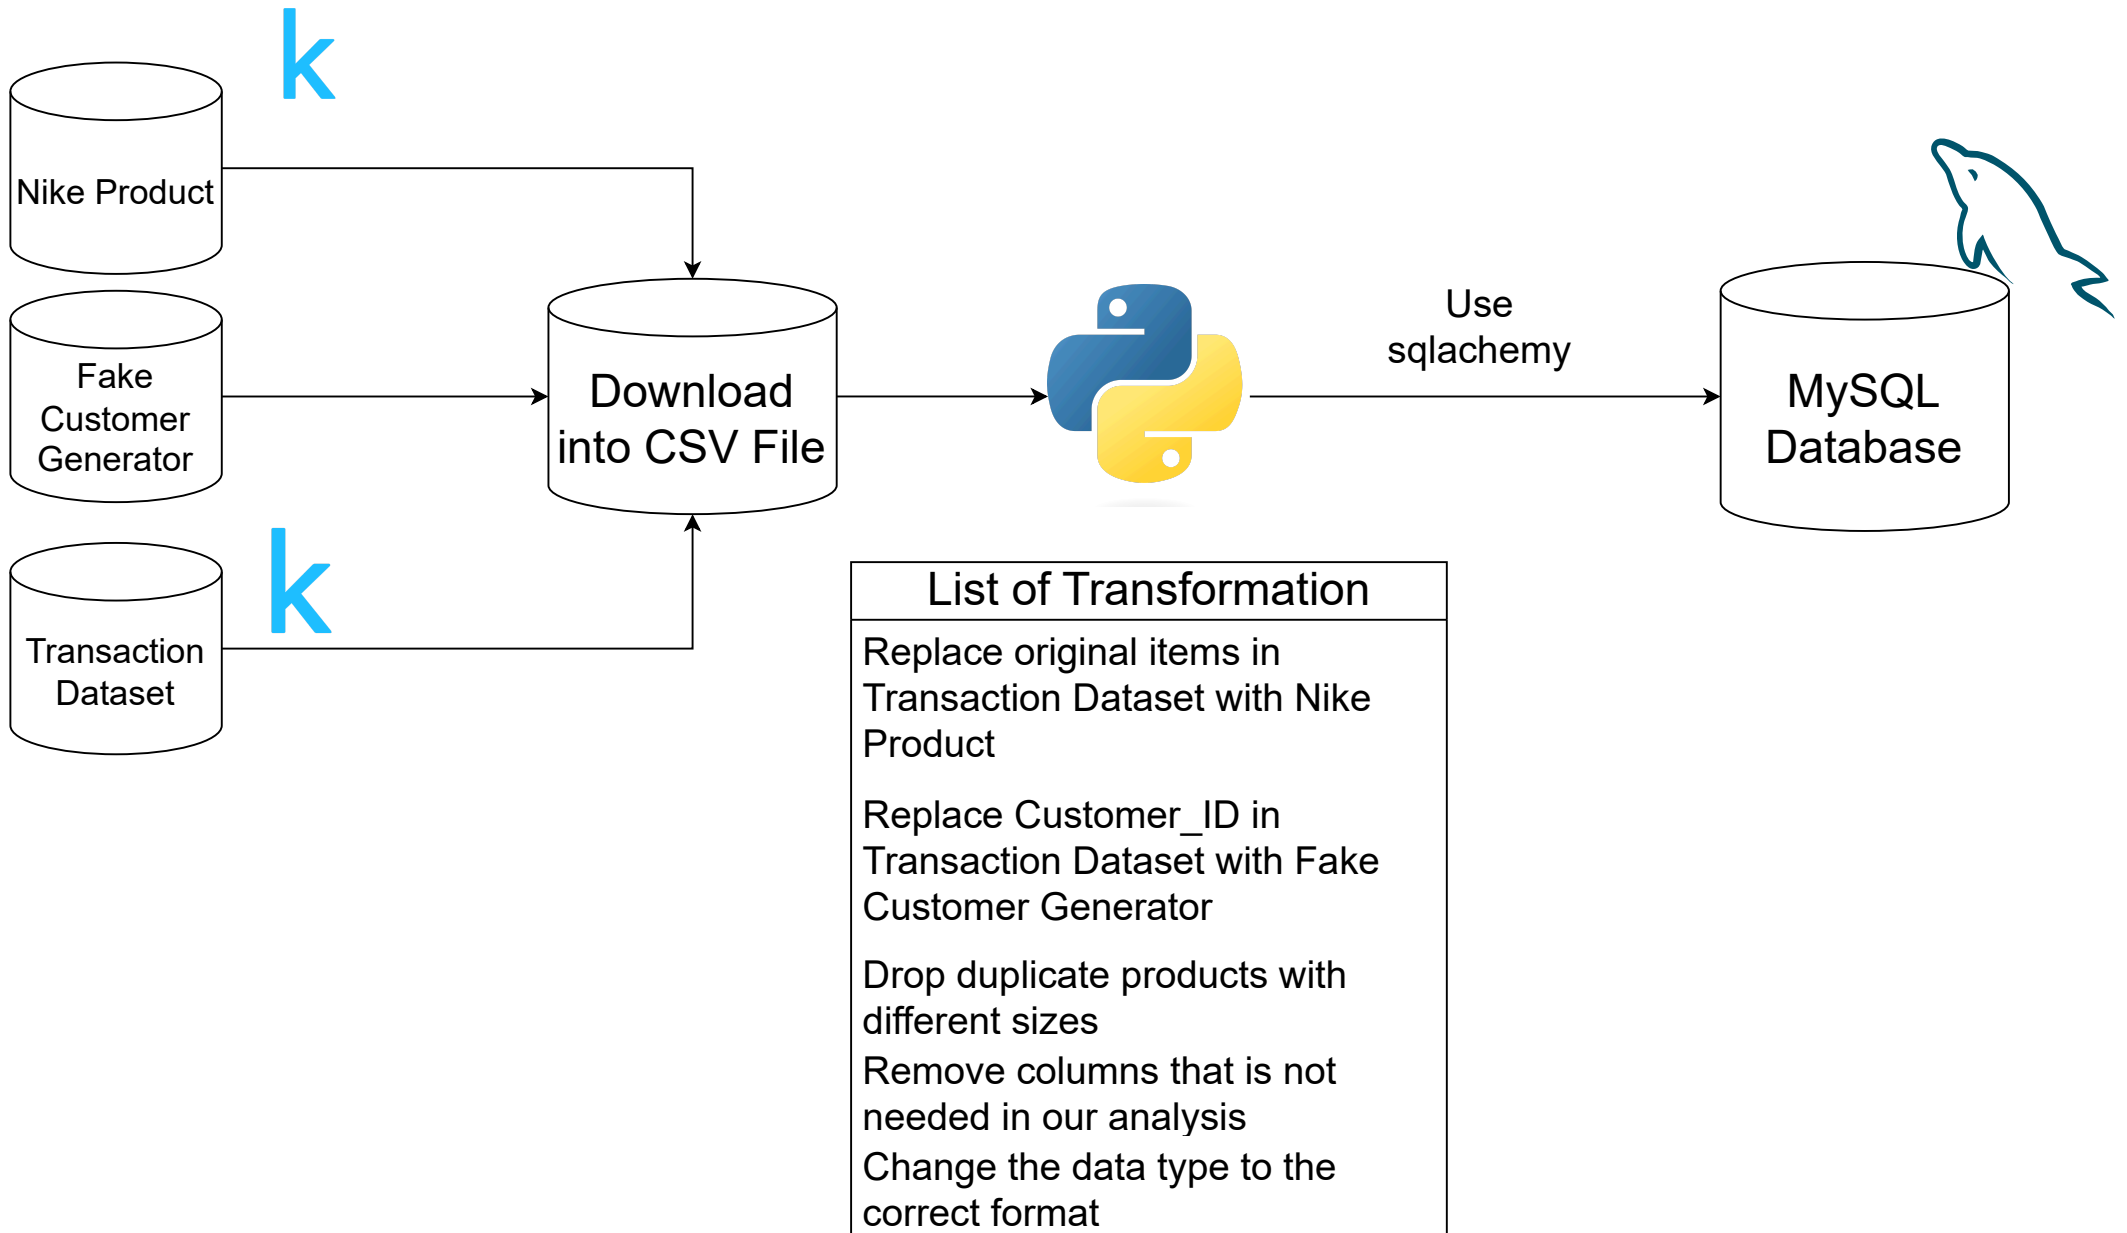 k
Nike Product
Fake
Customer
Generator
k
Transaction
Dataset
Download
into CSV File
Use
sqlachemy
MySQL
Database
List of Transformation
Replace original items in
Transaction Dataset with Nike
Product
Replace Customer_ID in
Transaction Dataset with Fake
Customer Generator
Drop duplicate products with
different sizes
Remove columns that is not
needed in our analysis
Change the data type to the
correct format